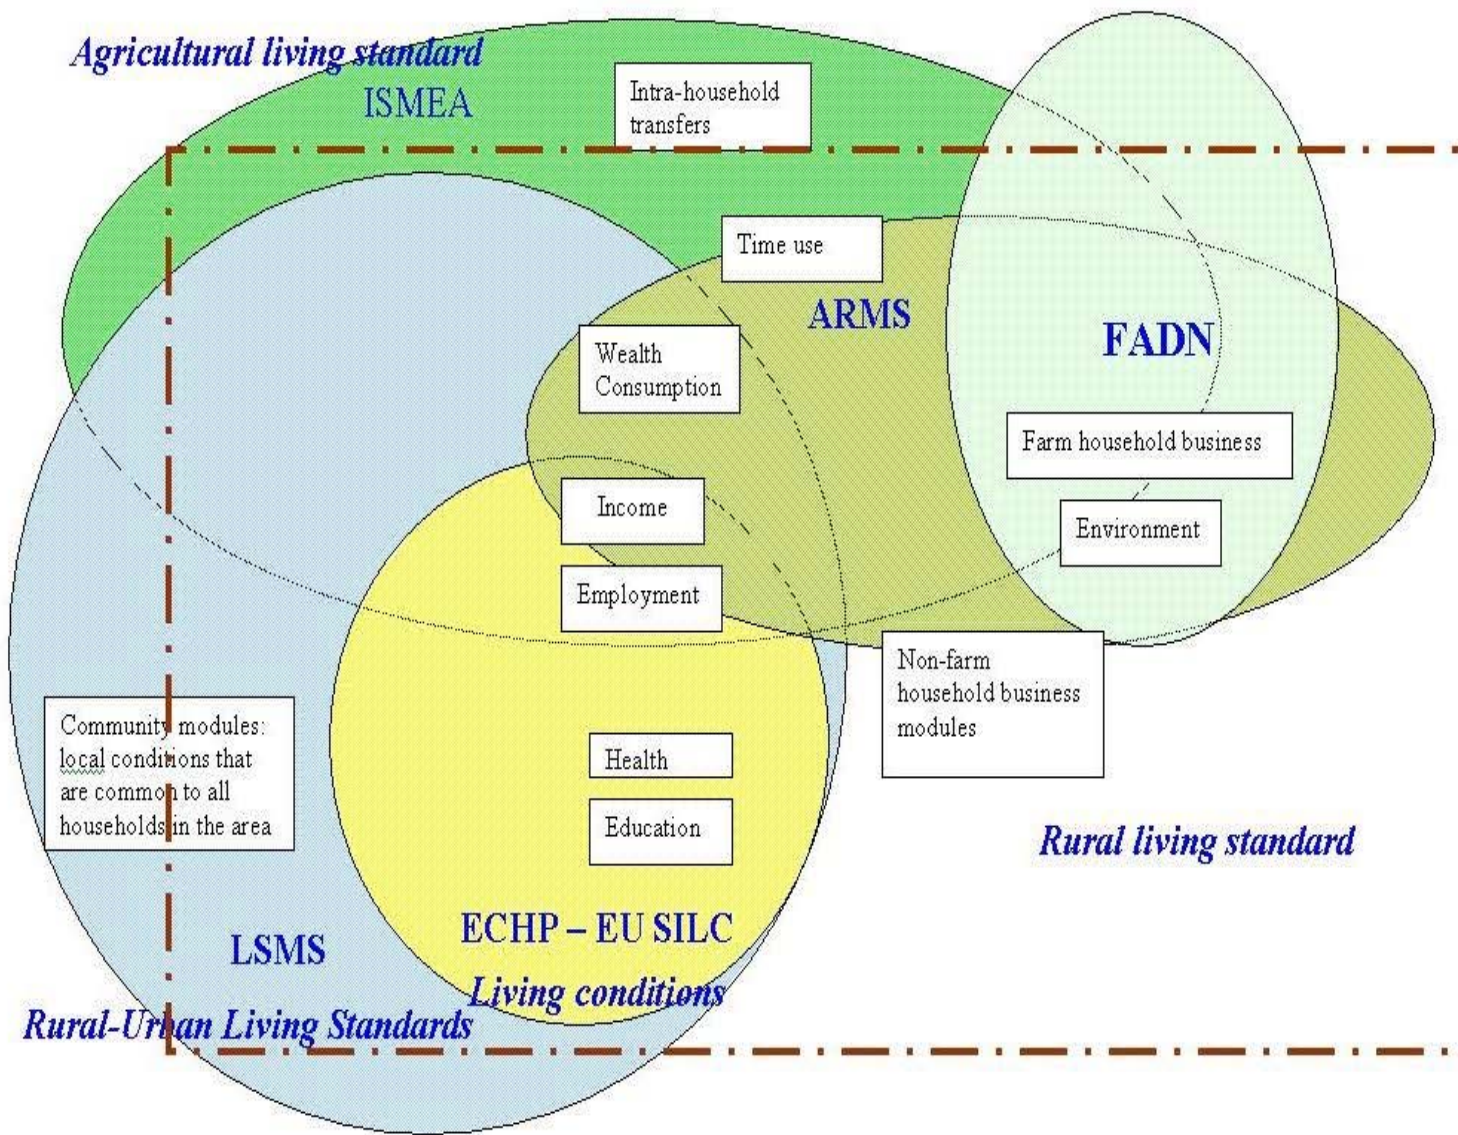 Agricultural living standard
ISMEA
Intra-household
transfers
Time use
ARMS
FADN
Wealth
Consumption
Farm household business
Income
Environment
Employment
Non-farm
household business
modules
Community modules:
local conditions that
are common to all
households in the area
Health
Education
Rural living standard
ECHP – EU SILC
LSMS
Living conditions
Rural-Urban Living Standards